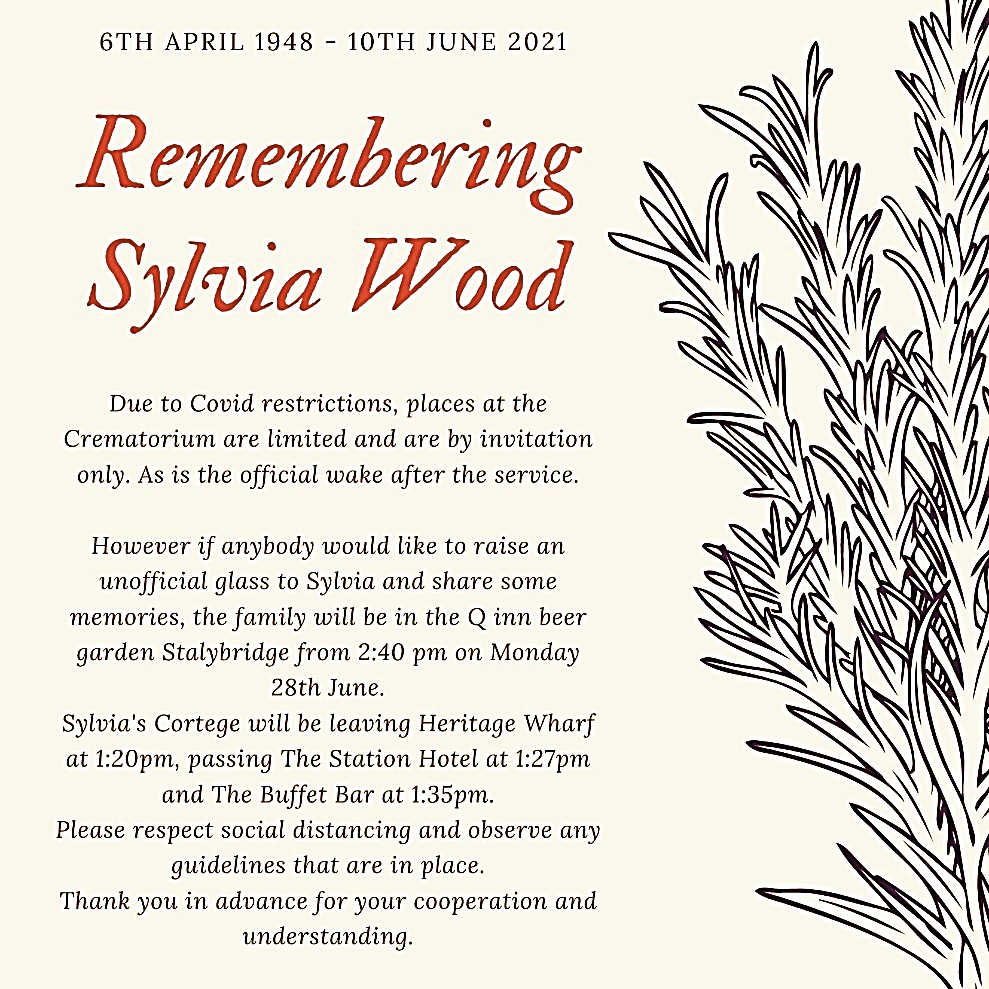 6TH APRIL 1948 - 10TH JUNE 2021
Remembering
Sylvia Wood
Due to Covid restrictions, places at the
Crematorium are limited and are by invitation
only. As is the official wake after the service.
However if anybody would like to raise an
unofficial glass to Sylvia and share some
memories, the family will be in the Q inn beer
garden Stalybridge from 2:40 pm on Monday
28th June.
Sylvia's Cortege will be leaving Heritage Wharf
at 1:20pm, passing The Station Hotel at 1:27pm
and The Buffet Bar at 1:35pm.
Please respect social distancing and observe any
guidelines that are in place.
Thank you in advance for your cooperation and
understanding.